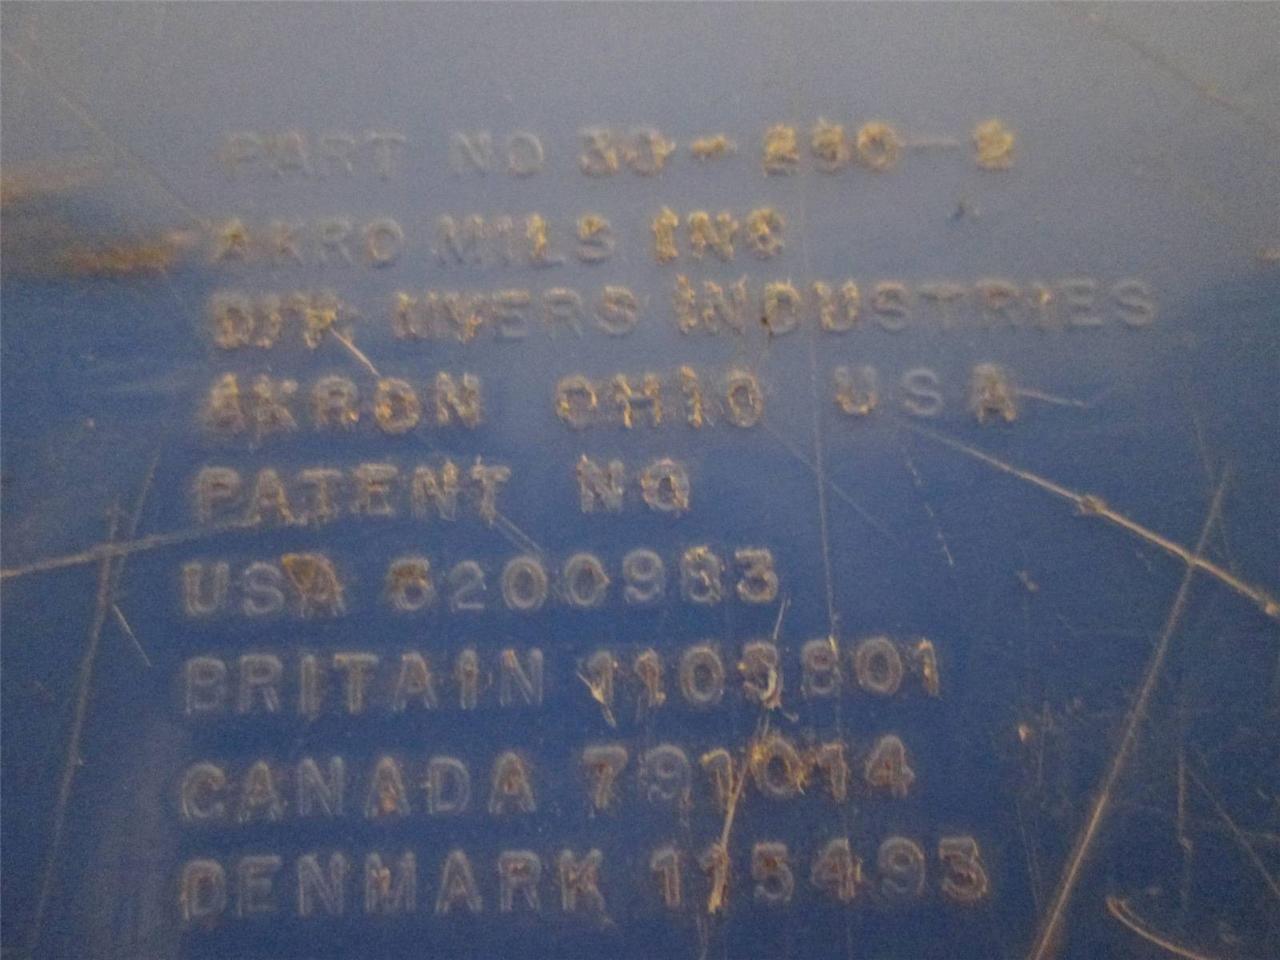 PART NO 30-230-2
AKRO MILS INC
DIV MYERS INDUSTRIES
AKRON OHIO USA
PATENT NO
USA 6200983
BRITAIN 1103801
CANADA 791014
DENMARK 115493